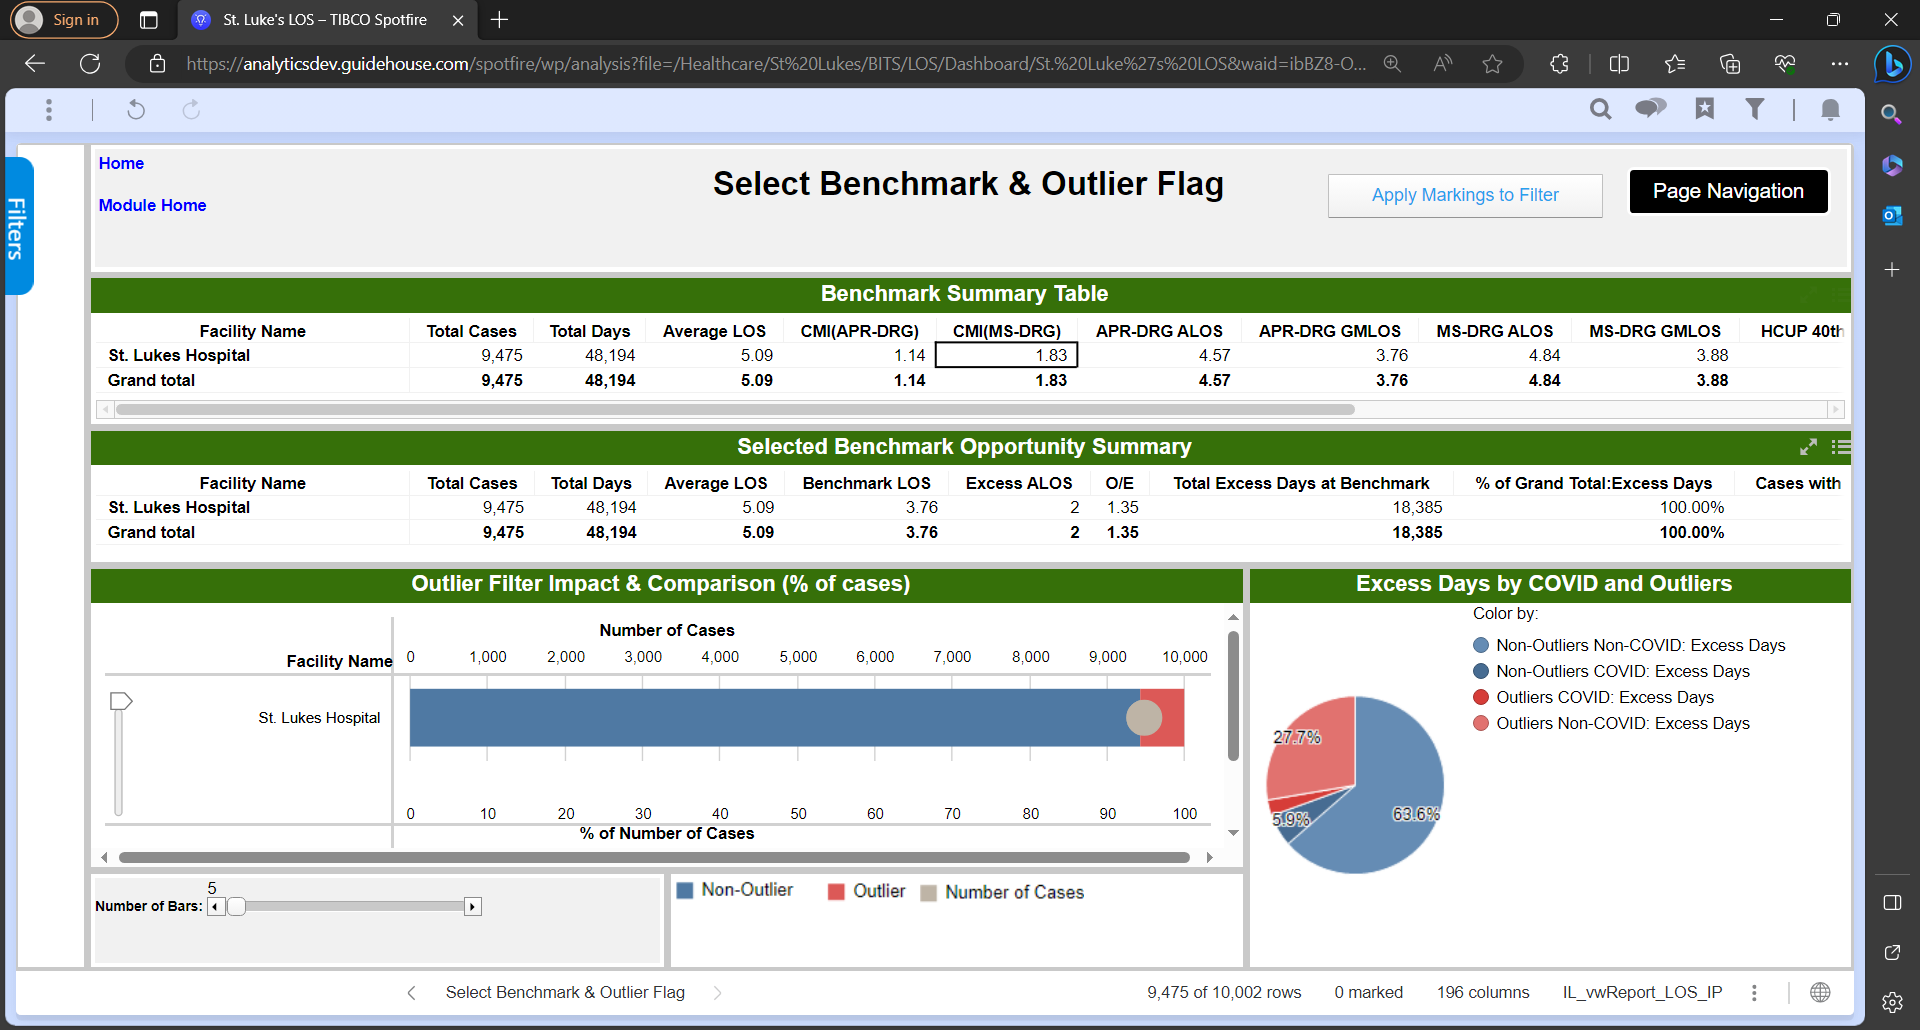 Sign in
St. Luke's LOS – TIBCO Spotfire
https://analyticsdev.guidehouse.com/spotfire/wp/analysis?file=/Healthcare/St%20Lukes/BITS/LOS/Dashboard/St.%20Luke%27s%20LOS&waid=ibBZ8-O...
Filters
Home
Module Home
Select Benchmark & Outlier Flag
Apply Markings to Filter
Page Navigation
Benchmark Summary Table
Facility Name Total Cases Total Days Average LOS CMI(APR-DRG) CMI(MS-DRG) APR-DRG ALOS APR-DRG GMLOS MS-DRG ALOS MS-DRG GMLOS HCUP 40th
St. Lukes Hospital 9,475 48,194 5.09 1.14 1.83 4.57 3.76 4.84 3.88
Grand total 9,475 48,194 5.09 1.14 1.83 4.57 3.76 4.84 3.88
Selected Benchmark Opportunity Summary
Facility Name Total Cases Total Days Average LOS Benchmark LOS Excess ALOS O/E Total Excess Days at Benchmark % of Grand Total:Excess Days Cases with
St. Lukes Hospital 9,475 48,194 5.09 3.76 2 1.35 18,385 100.00%
Grand total 9,475 48,194 5.09 3.76 2 1.35 18,385 100.00%
Outlier Filter Impact & Comparison (% of cases)
Number of Cases
Facility Name 0 1,000 2,000 3,000 4,000 5,000 6,000 7,000 8,000 9,000 10,000
St. Lukes Hospital
0 10 20 30 40 50 60 70 80 90 100
% of Number of Cases
Excess Days by COVID and Outliers
Color by:
Non-Outliers Non-COVID: Excess Days
Non-Outliers COVID: Excess Days
Outliers COVID: Excess Days
Outliers Non-COVID: Excess Days
27.7%
5.9%
63.6%
5
Number of Bars:
Non-Outlier Outlier Number of Cases
Select Benchmark & Outlier Flag
9,475 of 10,002 rows 0 marked 196 columns IL_vwReport_LOS_IP